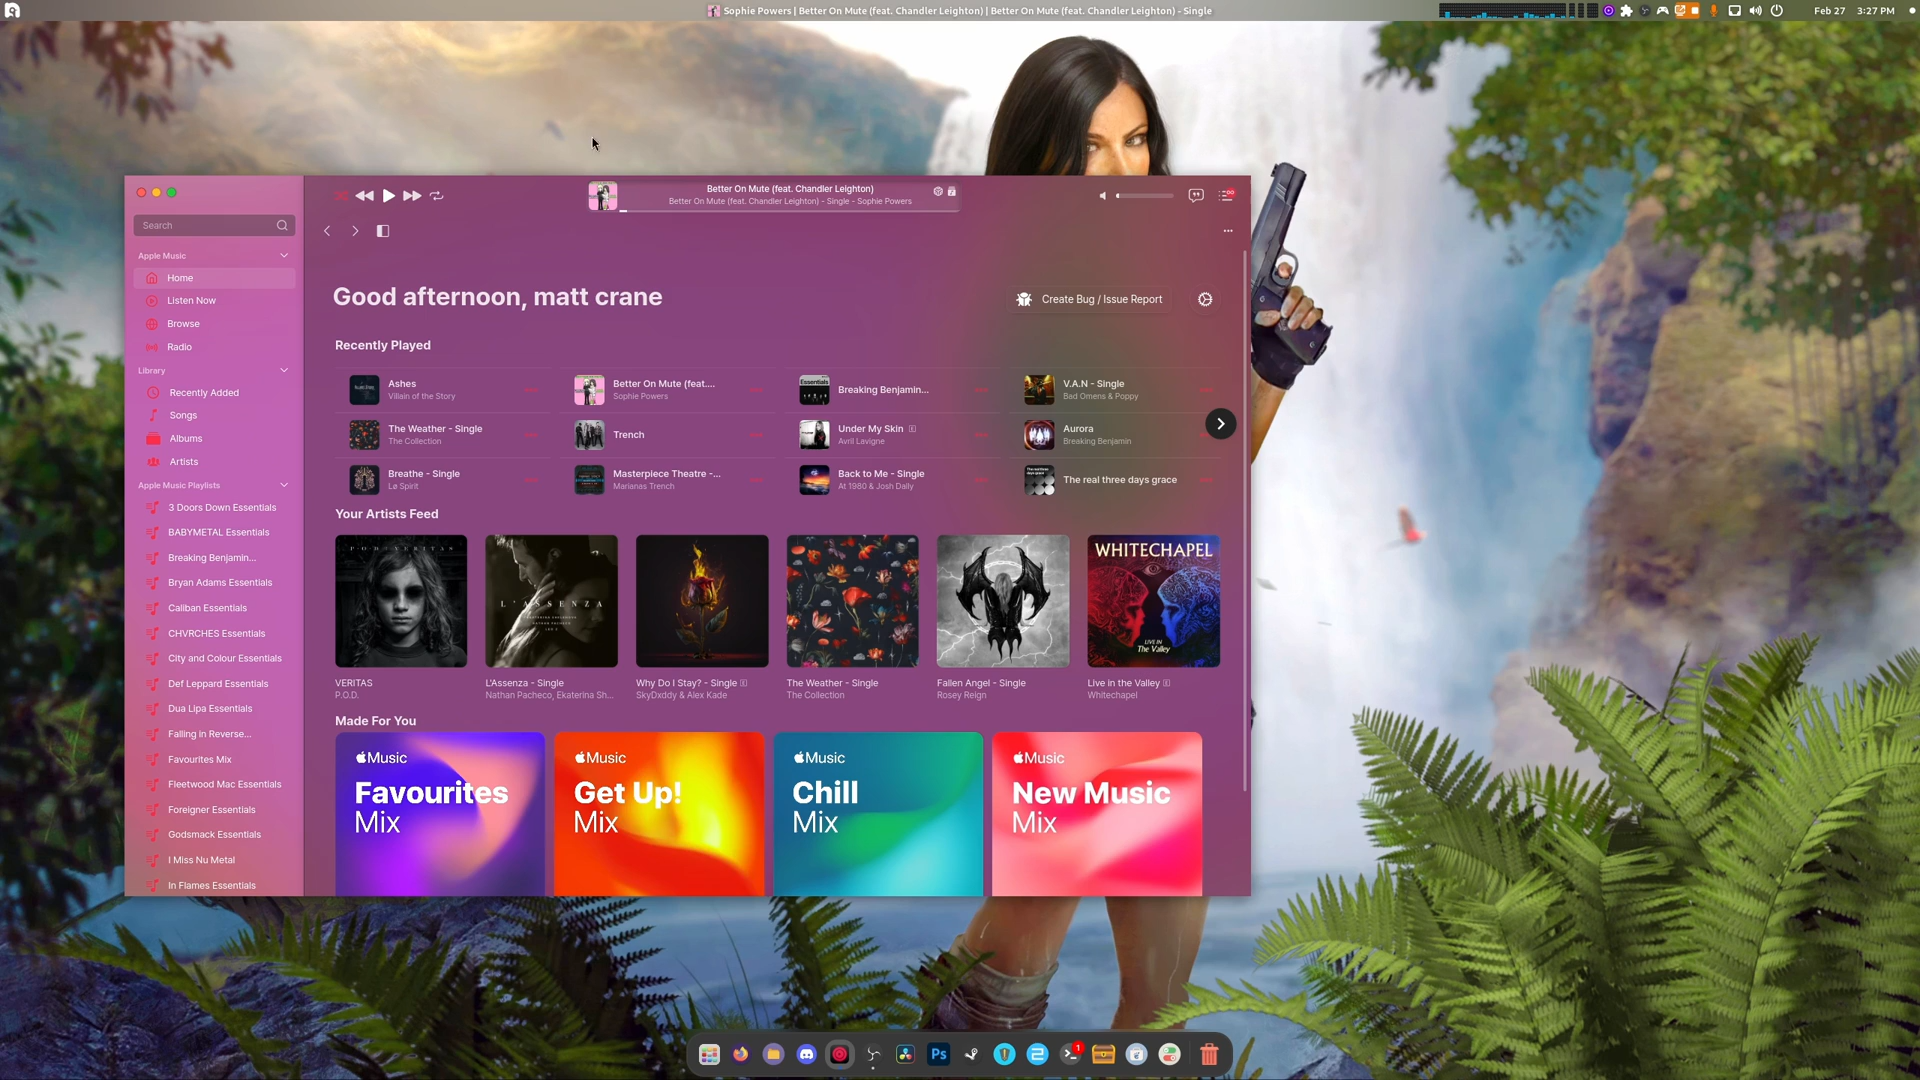 Sophie Powers | Better On Mute (feat. Chandler Leighton) | Better On Mute (feat. Chandler Leighton) - Single
Feb 27 3:27 PM
Better On Mute (feat. Chandler Leighton)
Better On Mute (feat. Chandler Leighton) - Single - Sophie Powers
Search
Apple Music
Home
Listen Now
Browse
Radio
Library
Recently Added
Songs
Albums
Artists
Apple Music Playlists
3 Doors Down Essentials
BABYMETAL Essentials
Breaking Benjamin...
Bryan Adams Essentials
Caliban Essentials
CHVRCHES Essentials
City and Colour Essentials
Def Leppard Essentials
Dua Lipa Essentials
Falling In Reverse...
Favourites Mix
Fleetwood Mac Essentials
Foreigner Essentials
Godsmack Essentials
I Miss Nu Metal
In Flames Essentials
Good afternoon, matt crane
Create Bug / Issue Report
Recently Played
Ashes
Villain of the Story
Better On Mute (feat....
Sophie Powers
Essentials
Breaking Benjamin...
V.A.N - Single
Bad Omens & Poppy
The Weather - Single
The Collection
Trench
Under My Skin E
Avril Lavigne
Aurora
Breaking Benjamin
Breathe - Single
Lø Spirit
Masterpiece Theatre -...
Marianas Trench
Back to Me - Single
At 1980 & Josh Dally
The real three days grace
Your Artists Feed
P.O.D. VERITAS
L'ASSENZA
WHITECHAPEL
LIVE IN
The Valley
VERITAS
P.O.D.
L'Assenza - Single
Nathan Pacheco, Ekaterina Sh...
Why Do I Stay? - Single E
SkyDxddy & Alex Kade
The Weather - Single
The Collection
Fallen Angel - Single
Rosey Reign
Live in the Valley E
Whitechapel
Made For You
Music
Favourites
Mix
Music
Get Up!
Mix
Music
Chill
Mix
Music
New Music
Mix
Ps
1